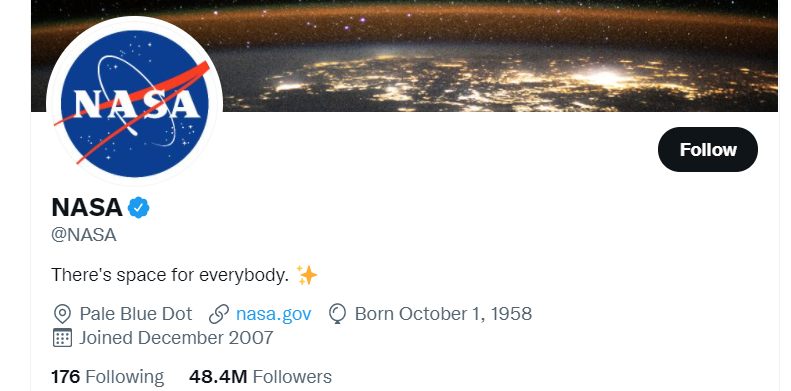 NASA
Follow
NASA
@NASA
There's space for everybody. ✨
Pale Blue Dot nasa.gov Born October 1, 1958
Joined December 2007
176 Following 48.4M Followers